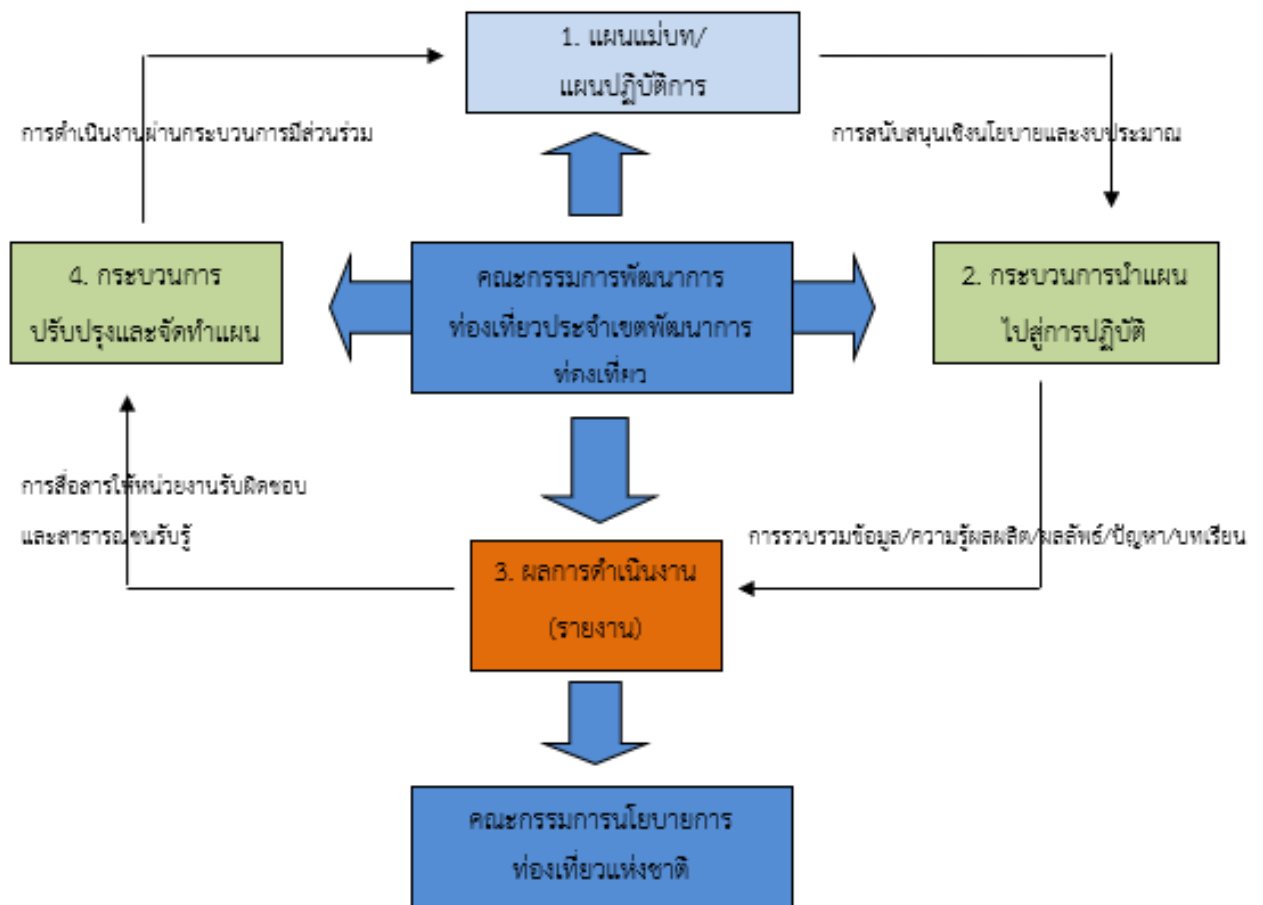 1. แผนแม่บท/
แผนปฏิบัติการ
การดำเนินงานผ่านกระบวนการมีส่วนร่วม
การสนับสนุนเชิงนโยบายและงบประมาณ
4. กระบวนการ
ปรับปรุงและจัดทำแผน
คณะกรรมการพัฒนาการ
ท่องเที่ยวประจำเขตพัฒนาการ
ท่องเที่ยว
2. กระบวนการนำแผน
ไปสู่การปฏิบัติ
การสื่อสารให้หน่วยงานรับผิดชอบ
และสาธารณชนรับรู้
การรวบรวมข้อมูล/ความรู้ผลผลิต/ผลลัพธ์/ปัญหา/บทเรียน
3. ผลการดำเนินงาน
(รายงาน)
คณะกรรมการนโยบายการ
ท่องเที่ยวแห่งชาติ